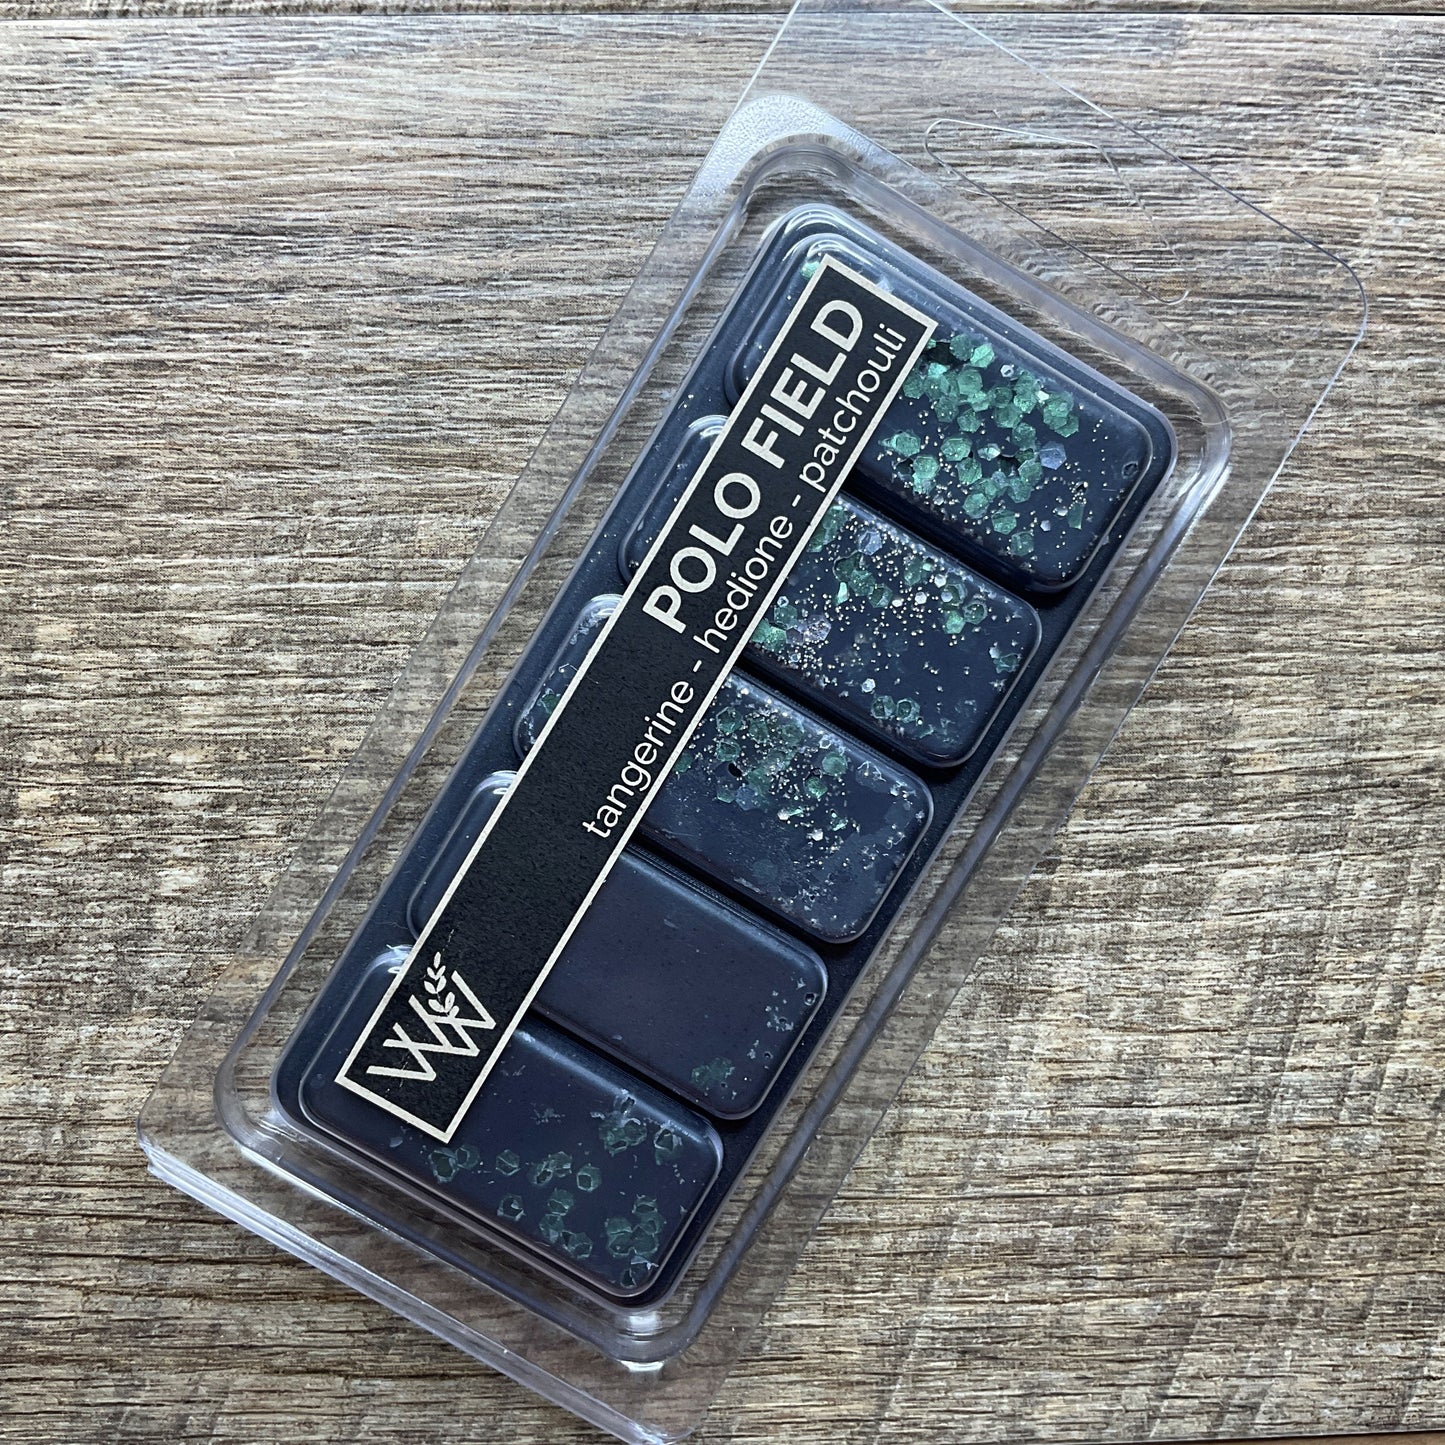 POLO FIELD
tangerine - hedione - patchouli
W